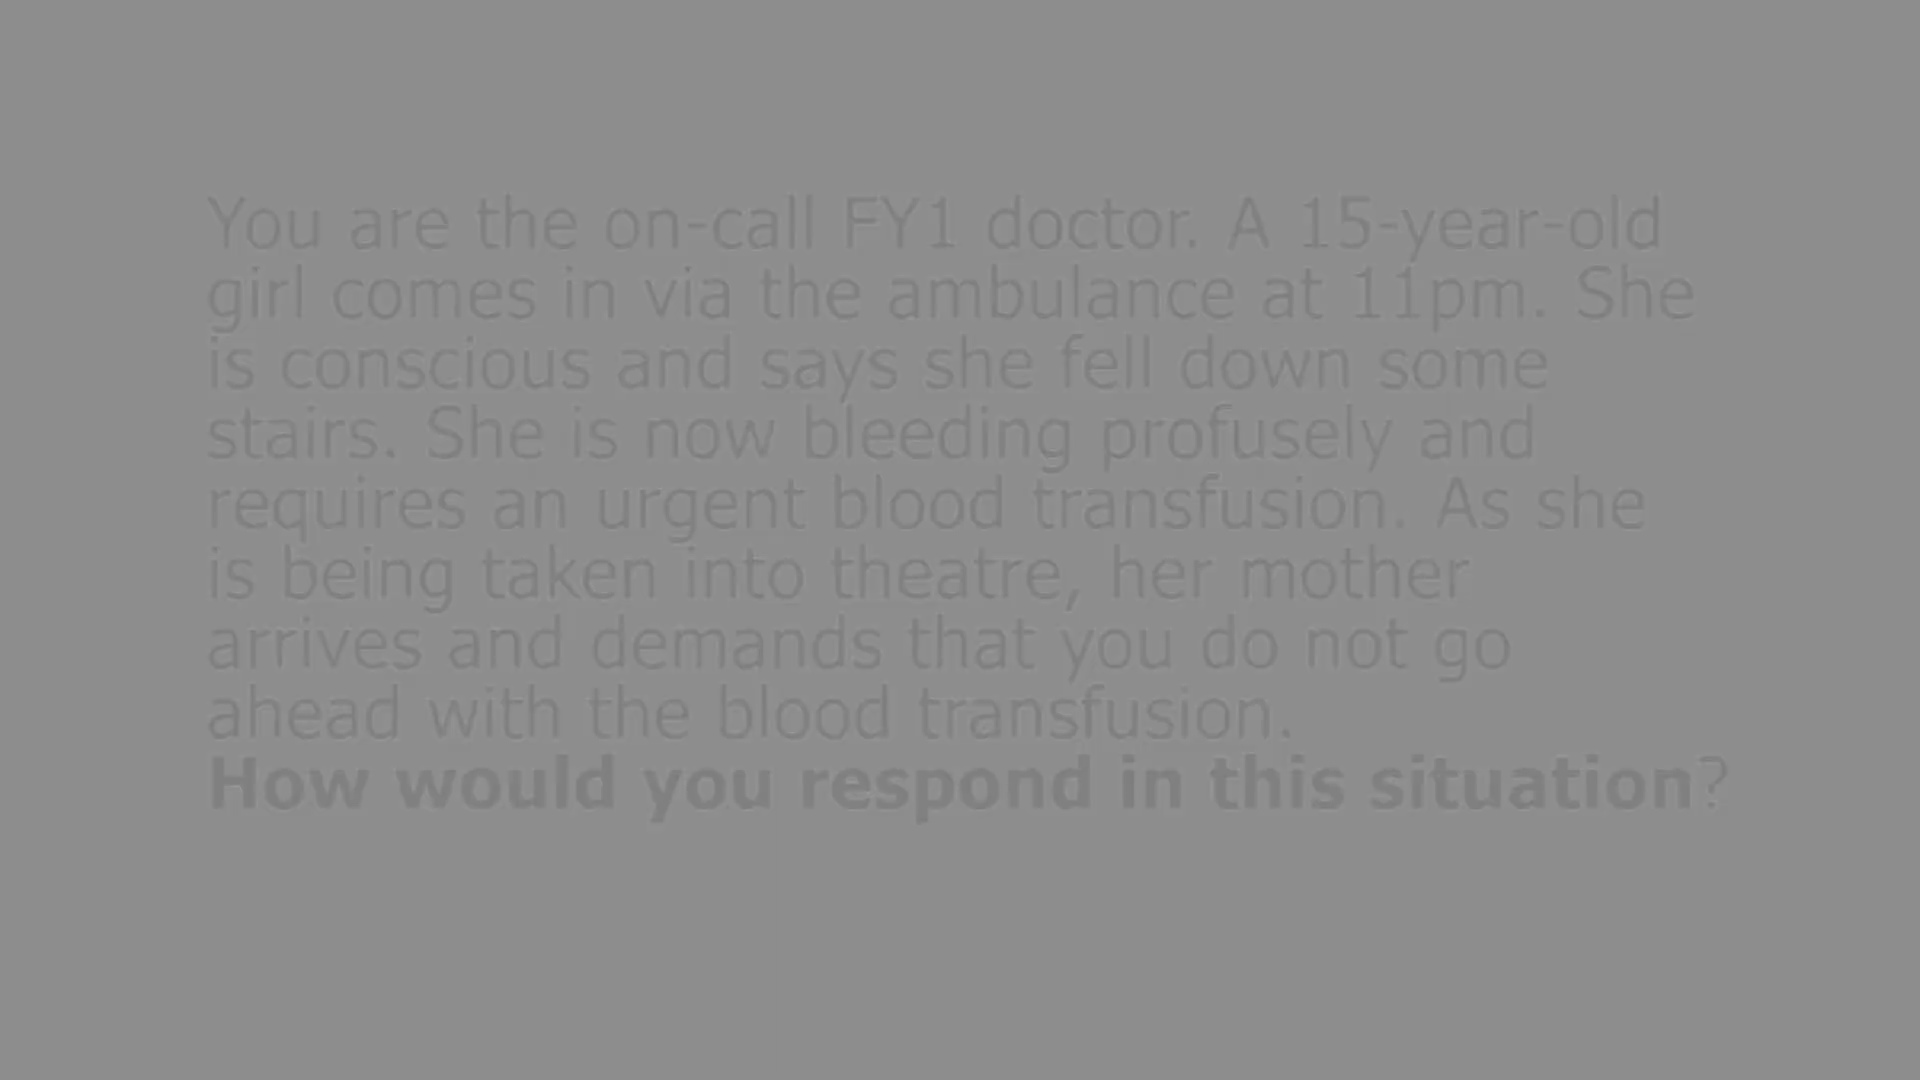 You are the on-call FY1 doctor. A 15-year-old
girl comes in via the ambulance at 11pm. She
is conscious and says she fell down some
stairs. She is now bleeding profusely and
requires an urgent blood transfusion. As she
is being taken into theatre, her mother
arrives and demands that you do not go
ahead with the blood transfusion.
How would you respond in this situation?